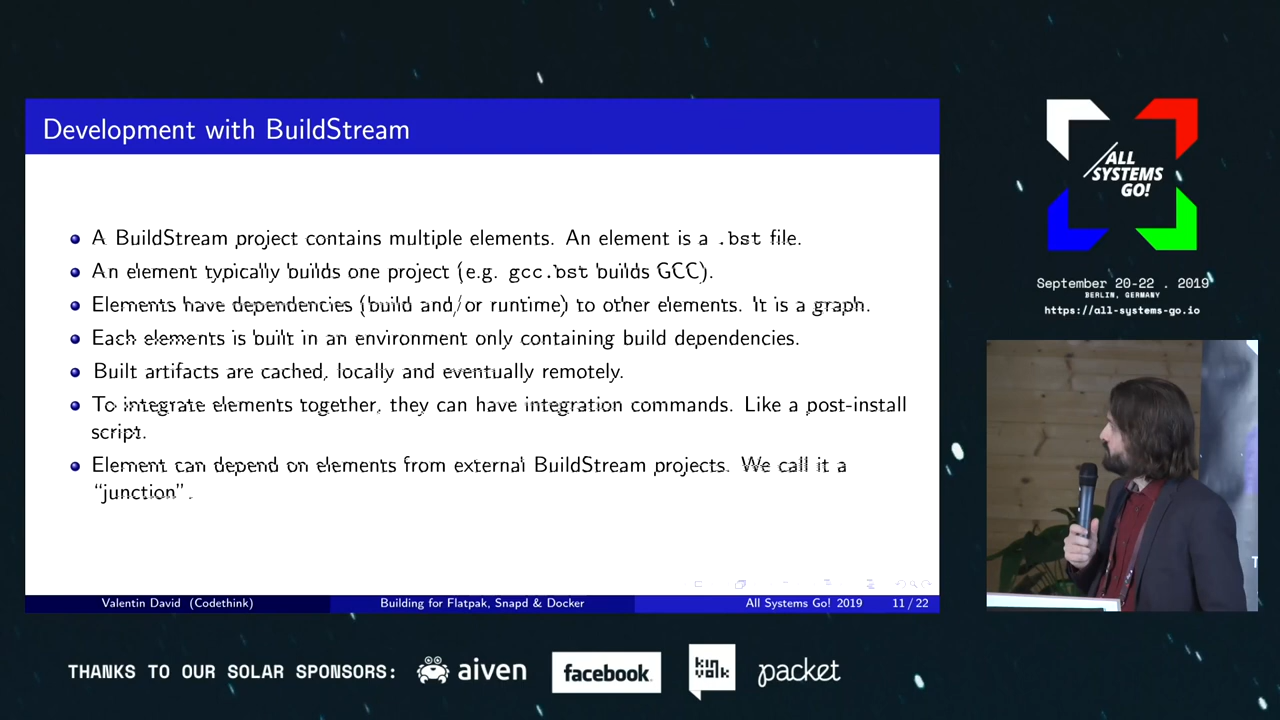 Development with BuildStream
A BuildStream project contains multiple elements. An element is a .bst file.
An element typically builds one project (e.g. gcc.bst builds GCC).
Elements have dependencies (build and/or runtime) to other elements. It is a graph.
Each elements is built in an environment only containing build dependencies.
Built artifacts are cached, locally and eventually remotely.
To integrate elements together, they can have integration commands. Like a post-install
script.
Element can depend on elements from external BuildStream projects. We call it a
“junction”.
Valentin David (Codethink)
Building for Flatpak, Snapd & Docker
All Systems Go! 2019
11 / 22
ALL
SYSTEMS
GO!
September 20-22 . 2019
BERLIN, GERMANY
https://all-systems-go.io
T
THANKS TO OUR SOLAR SPONSORS:
aiven
facebook
kinvolk
packet